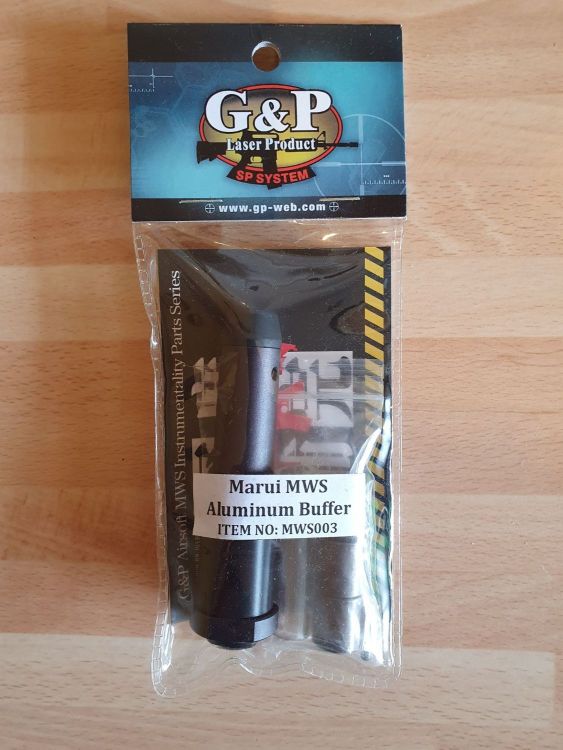 G&P
Laser Product
SP SYSTEM
www.gp-web.com
G&P Airsoft MWS Instrumentality Parts Series
Marui MWS
Aluminum Buffer
ITEM NO: MWS003